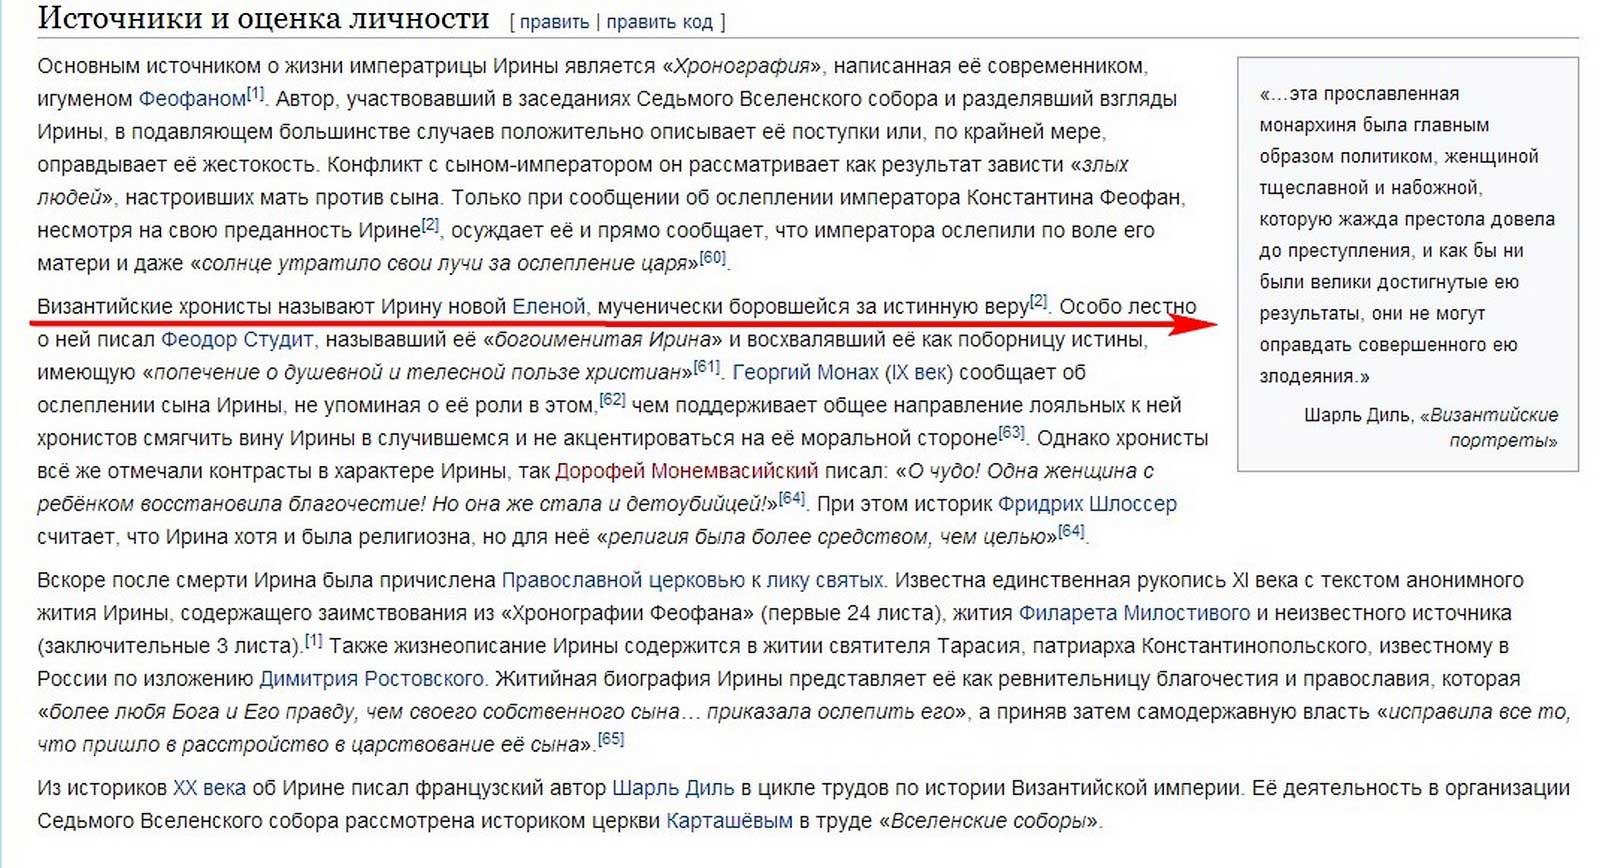 Источники и оценка личности [ править | править код ]
Основным источником о жизни императрицы Ирины является «Хронография», написанная её современником,
игуменом Феофаном[1]. Автор, участвовавший в заседаниях Седьмого Вселенского собора и разделявший взгляды
Ирины, в подавляющем большинстве случаев положительно описывает её поступки или, по крайней мере,
оправдывает её жестокость. Конфликт с сыном-императором он рассматривает как результат зависти «злых
людей», настроивших мать против сына. Только при сообщении об ослеплении императора Константина Феофан,
несмотря на свою преданность Ирине[2], осуждает её и прямо сообщает, что императора ослепили по воле его
матери и даже «солнце утратило свои лучи за ослепление царя»[60].
Византийские хронисты называют Ирину новой Еленой, мученически боровшейся за истинную веру[2]. Особо лестно
о ней писал Феодор Студит, называвший её «богоименитая Ирина» и восхвалявший её как поборницу истины,
имеющую «попечение о душевной и телесной пользе христиан»[61]. Георгий Монах (IX век) сообщает об
ослеплении сына Ирины, не упоминая о её роли в этом,[62] чем поддерживает общее направление лояльных к ней
хронистов смягчить вину Ирины в случившемся и не акцентироваться на её моральной стороне[63]. Однако хронисты
всё же отмечали контрасты в характере Ирины, так Дорофей Монемвасийский писал: «О чудо! Одна женщина с
ребёнком восстановила благочестие! Но она же стала и детоубийцей!»[64]. При этом историк Фридрих Шлоссер
считает, что Ирина хотя и была религиозна, но для неё «религия была более средством, чем целью»[64].
Вскоре после смерти Ирина была причислена Православной церковью к лику святых. Известна единственная рукопись XI века с текстом анонимного
жития Ирины, содержащего заимствования из «Хронографии Феофана» (первые 24 листа), жития Филарета Милостивого и неизвестного источника
(заключительные 3 листа).[1] Также жизнеописание Ирины содержится в житии святителя Тарасия, патриарха Константинопольского, известному в
России по изложению Димитрия Ростовского. Житийная биография Ирины представляет её как ревнительницу благочестия и православия, которая
«более любя Бога и Его правду, чем своего собственного сына… приказала ослепить его», а приняв затем самодержавную власть «исправила все то,
что пришло в расстройство в царствование её сына».[65]
Из историков XX века об Ирине писал французский автор Шарль Диль в цикле трудов по истории Византийской империи. Её деятельность в организации
Седьмого Вселенского собора рассмотрена историком церкви Карташёвым в труде «Вселенские соборы».
«…эта прославленная
монархиня была главным
образом политиком, женщиной
тщеславной и набожной,
которую жажда престола довела
до преступления, и как бы ни
были велики достигнутые ею
результаты, они не могут
оправдать совершенного ею
злодеяния.»
Шарль Диль, «Византийские
портреты»